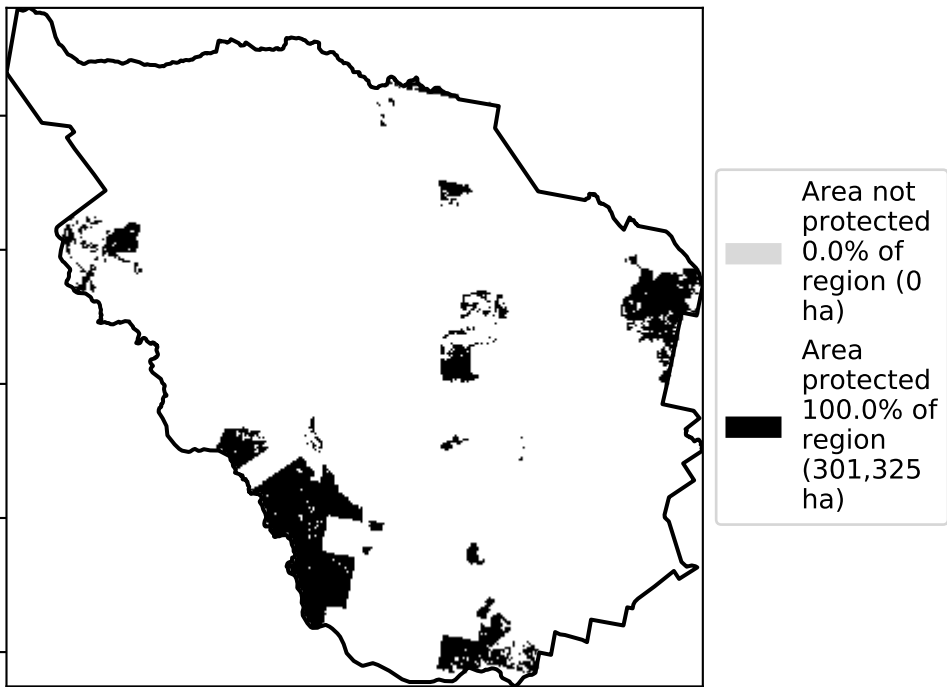 Area not
protected
0.0% of
region (0
ha)
Area
protected
100.0% of
region
(301,325
ha)